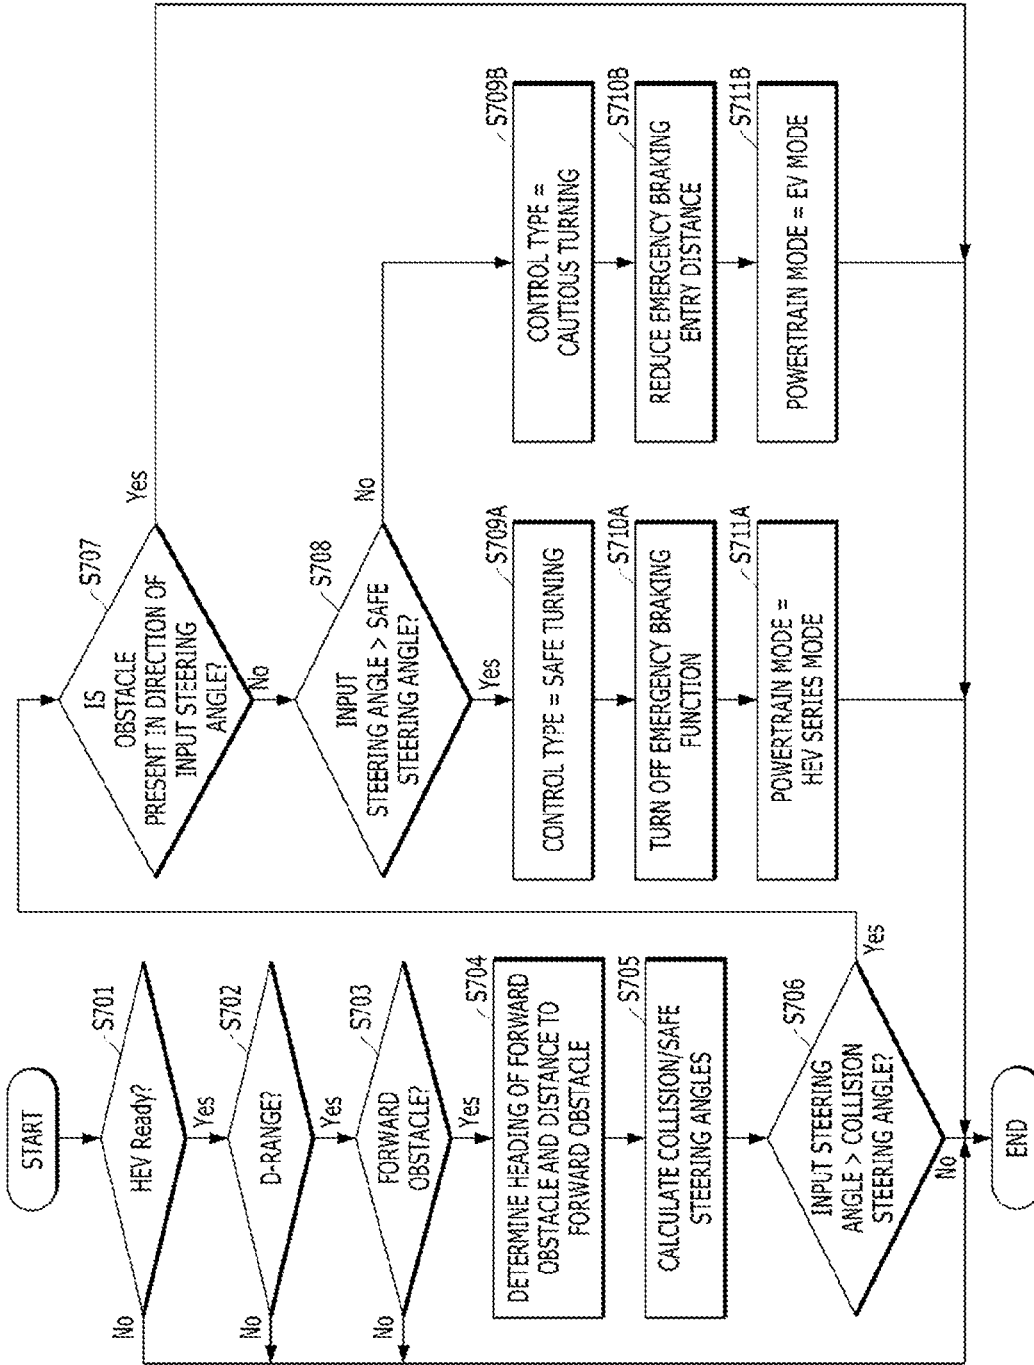 START
S701
HEV Ready?
No
Yes
S702
D-RANGE?
No
Yes
S703
FORWARD
OBSTACLE?
No
Yes
S704
DETERMINE HEADING OF FORWARD
OBSTACLE AND DISTANCE TO
FORWARD OBSTACLE
S705
CALCULATE COLLISION/SAFE
STEERING ANGLES
S706
INPUT STEERING
ANGLE > COLLISION
STEERING ANGLE?
Yes
No
END
S707
IS
OBSTACLE
PRESENT IN DIRECTION OF
INPUT STEERING
ANGLE?
Yes
No
S708
INPUT
STEERING ANGLE > SAFE
STEERING ANGLE?
No
Yes
S709A
CONTROL TYPE = SAFE TURNING
S710A
TURN OFF EMERGENCY BRAKING
FUNCTION
S711A
POWERTRAIN MODE =
HEV SERIES MODE
S709B
CONTROL TYPE =
CAUTIOUS TURNING
S710B
REDUCE EMERGENCY BRAKING
ENTRY DISTANCE
S711B
POWERTRAIN MODE = EV MODE